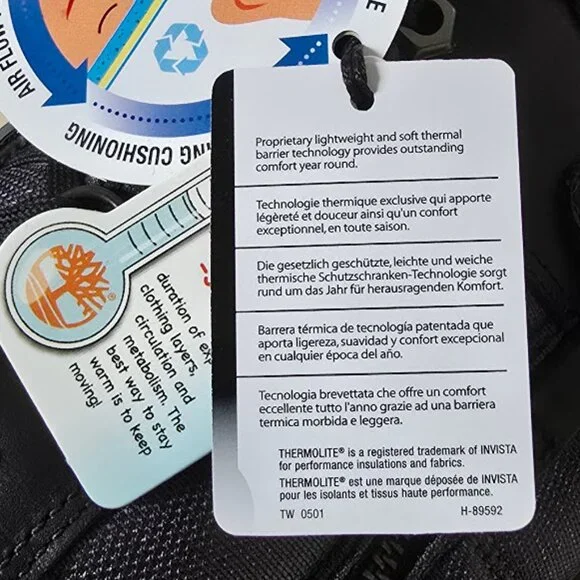 AIR FLOW
CUSHIONING
Proprietary lightweight and soft thermal
barrier technology provides outstanding
comfort year round.
Technologie thermique exclusive qui apporte
légèreté et douceur ainsi qu'un confort
exceptionnel, en toute saison.
Die gesetzlich geschützte, leichte und weiche
thermische Schutzschranken-Technologie sorgt
rund um das Jahr für herausragenden Komfort.
Barrera térmica de tecnología patentada que
aporta ligereza, suavidad y confort excepcional
en cualquier época del año.
Tecnologia brevettata che offre un comfort
eccellente tutto l'anno grazie ad una barriera
termica morbida e leggera.
THERMOLITE® is a registered trademark of INVISTA
for performance insulations and fabrics.
THERMOLITE® est une marque déposée de INVISTA
pour les isolants et tissus haute performance.
TW 0501 H-89592
duration of
clothing layers,
circulation and
metabolism. The
best way to stay
warm is to keep
moving!